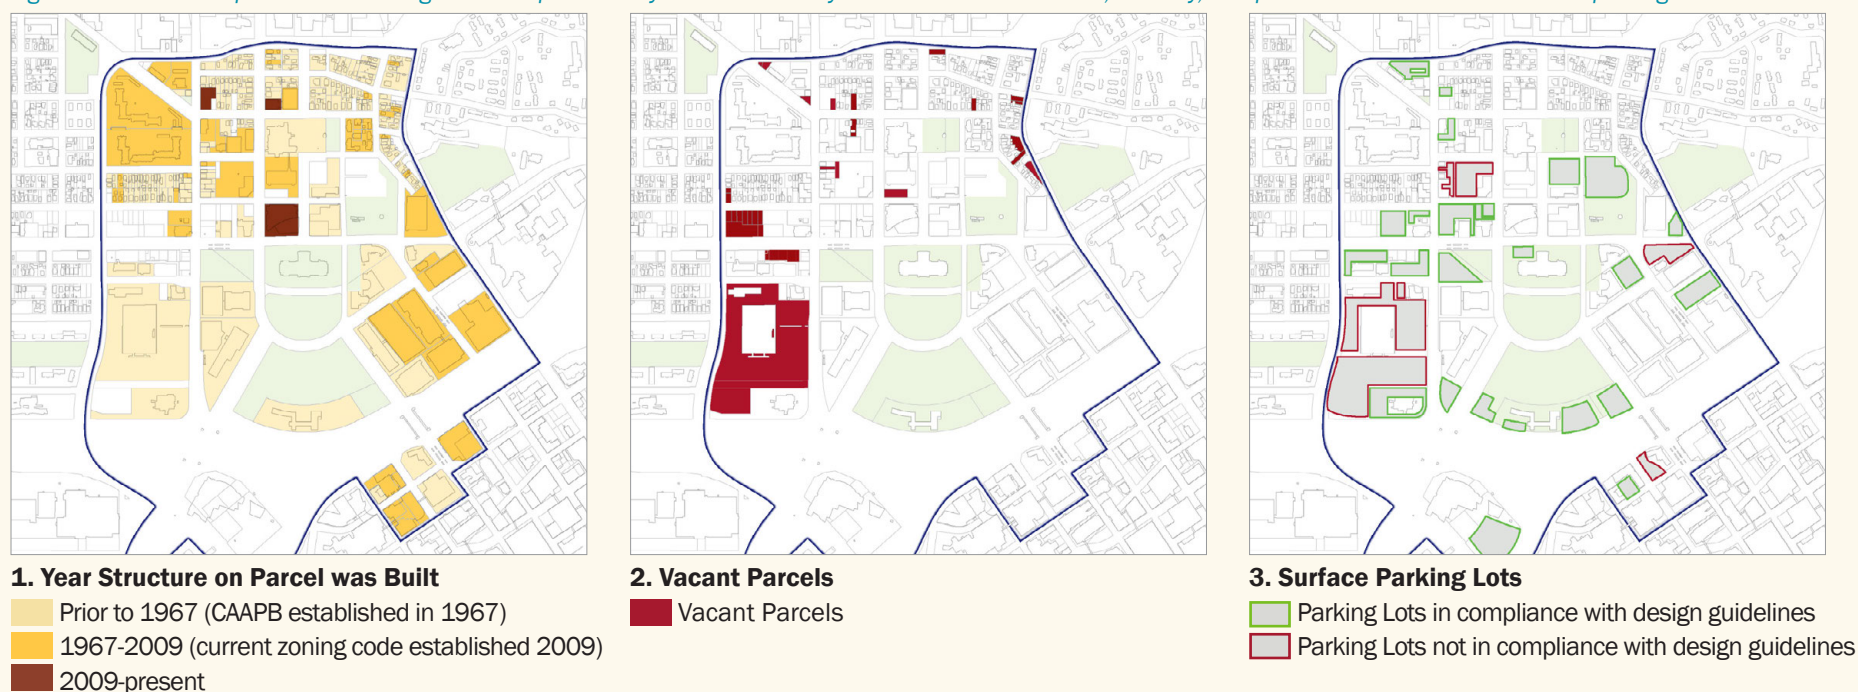 1. Year Structure on Parcel was Built
Prior to 1967 (CAAPB established in 1967)
1967-2009 (current zoning code established 2009)
2009-present
2. Vacant Parcels
Vacant Parcels
3. Surface Parking Lots
Parking Lots in compliance with design guidelines
Parking Lots not in compliance with design guidelines